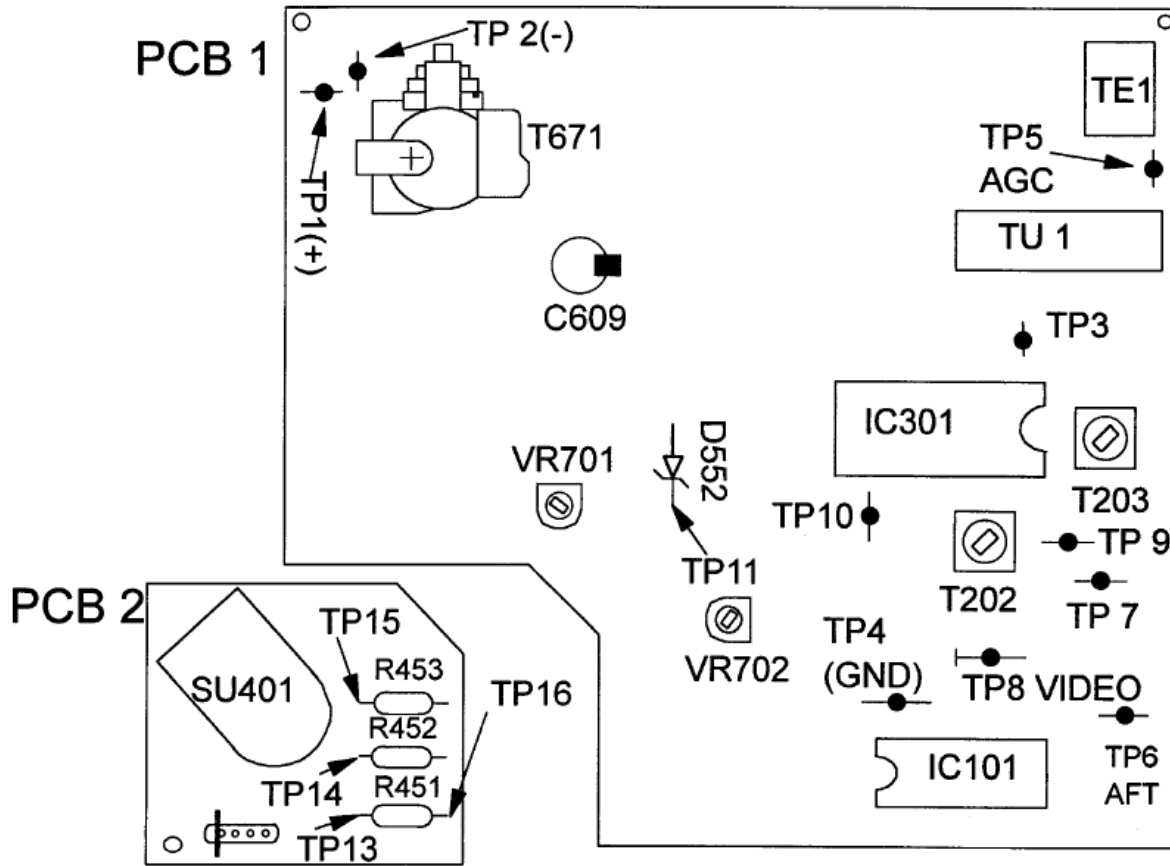 PCB 1
TP 2(-)
TE1
T671
TP5
AGC
TP1(+)
TU 1
C609
TP3
IC301
D552
VR701
T203
TP10
TP 9
TP11
T202
TP 7
PCB 2
TP15
TP4
(GND)
R453
VR702
SU401
TP16
TP8 VIDEO
R452
TP6
AFT
IC101
TP14
R451
TP13